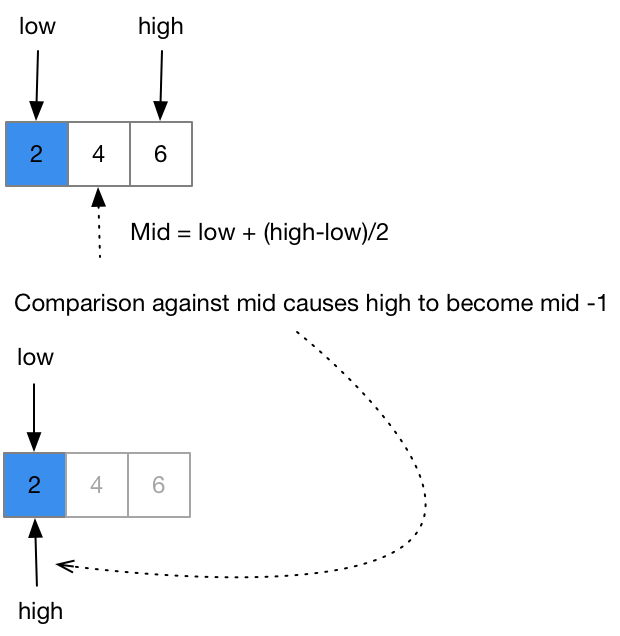 low high
2 4 6
Mid = low + (high-low)/2
Comparison against mid causes high to become mid -1
low
2 4 6
high